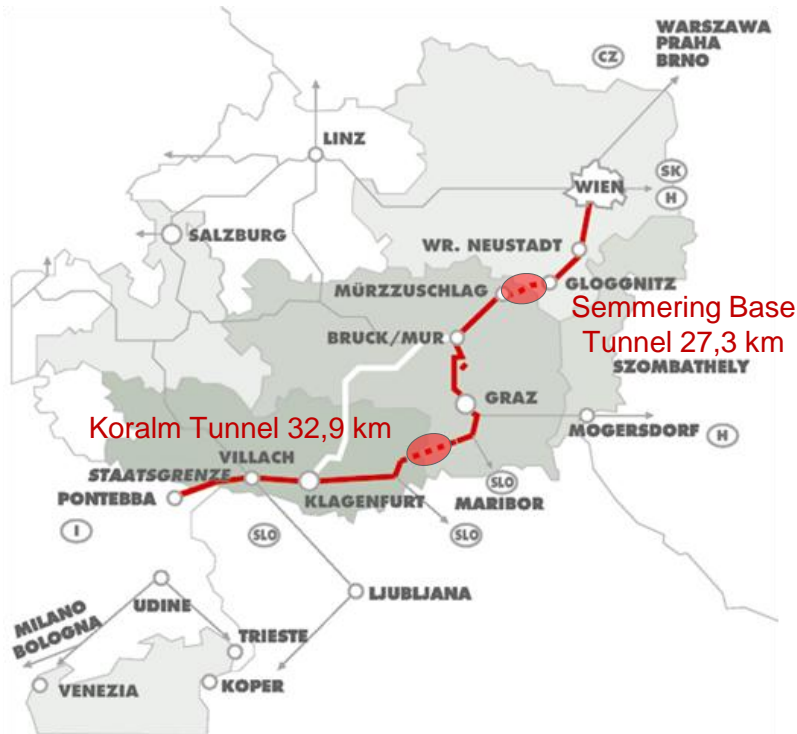 WARSZAWA
PRAHA
BRNO
CZ
LINZ
WIEN
SK
H
SALZBURG
WR. NEUSTADT
MÜRZZUSCHLAG
GLOGGNITZ
Semmering Base
Tunnel 27,3 km
BRUCK/MUR
SZOMBATHELY
GRAZ
Koralm Tunnel 32,9 km
MOGERSDORF
H
VILLACH
STAATSGRENZE
SLO
PONTEBBA
KLAGENFURT
MARIBOR
I
SLO
SLO
LJUBLJANA
UDINE
MILANO
BOLOGNA
TRIESTE
VENEZIA
KOPER